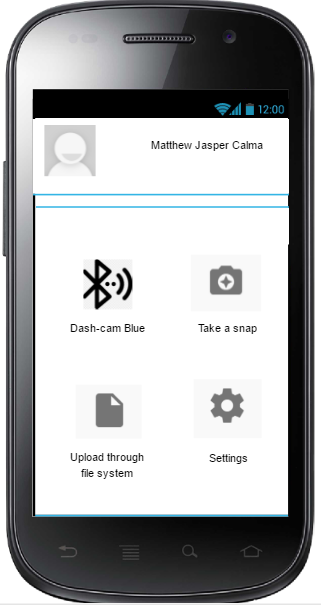 12:00
Matthew Jasper Calma
Dash-cam Blue
Take a snap
Upload through
file system
Settings